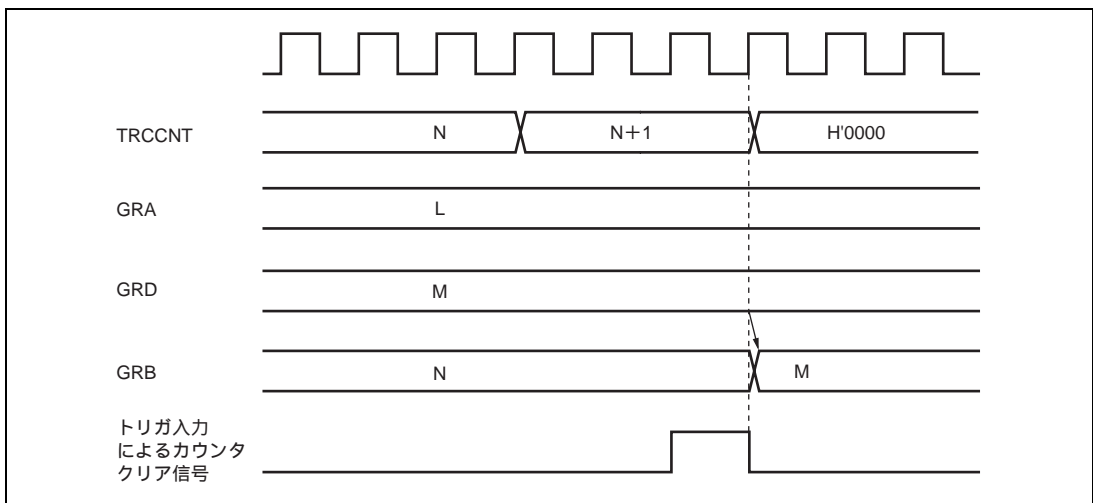 TRCCNT N N+1 H'0000
GRA L
GRD M
GRB N M
トリガ入力
によるカウンタ
クリア信号